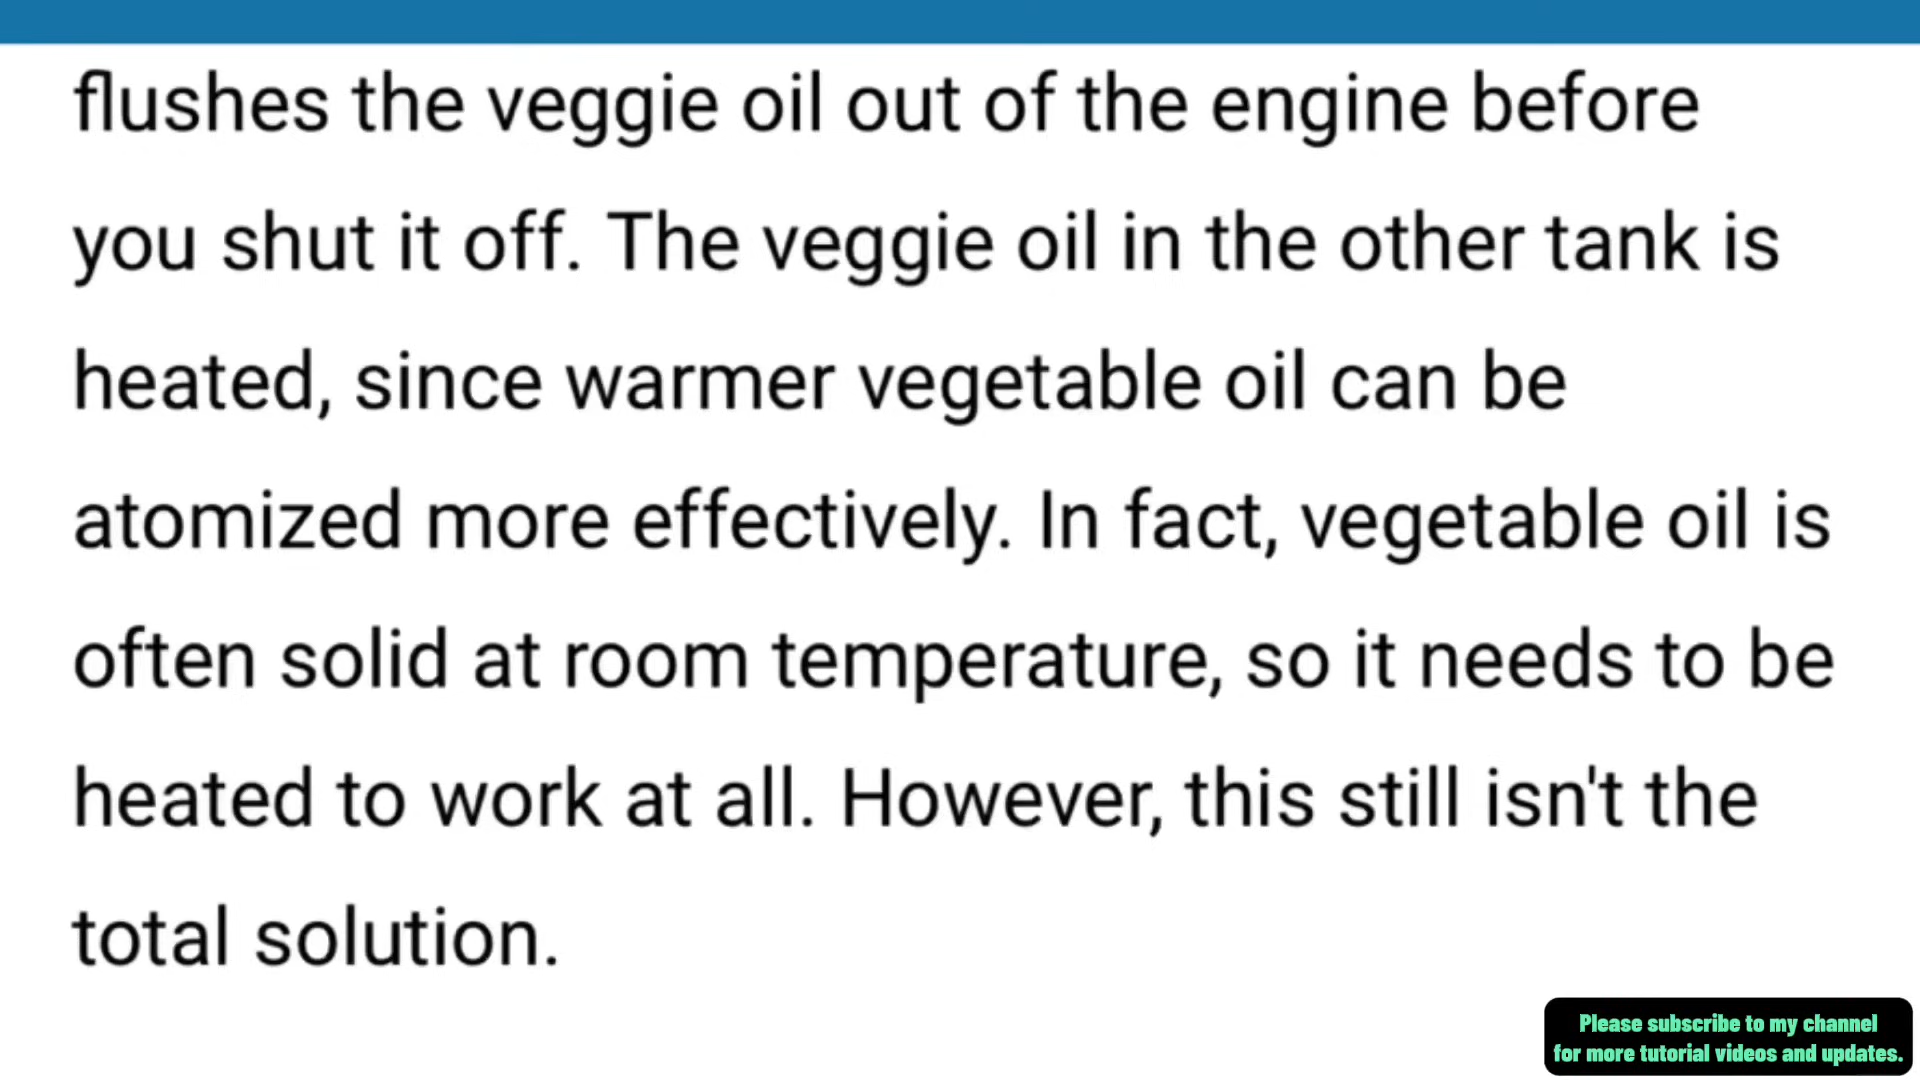 flushes the veggie oil out of the engine before
you shut it off. The veggie oil in the other tank is
heated, since warmer vegetable oil can be
atomized more effectively. In fact, vegetable oil is
often solid at room temperature, so it needs to be
heated to work at all. However, this still isn't the
total solution.
Please subscribe to my channel
for more tutorial videos and updates.